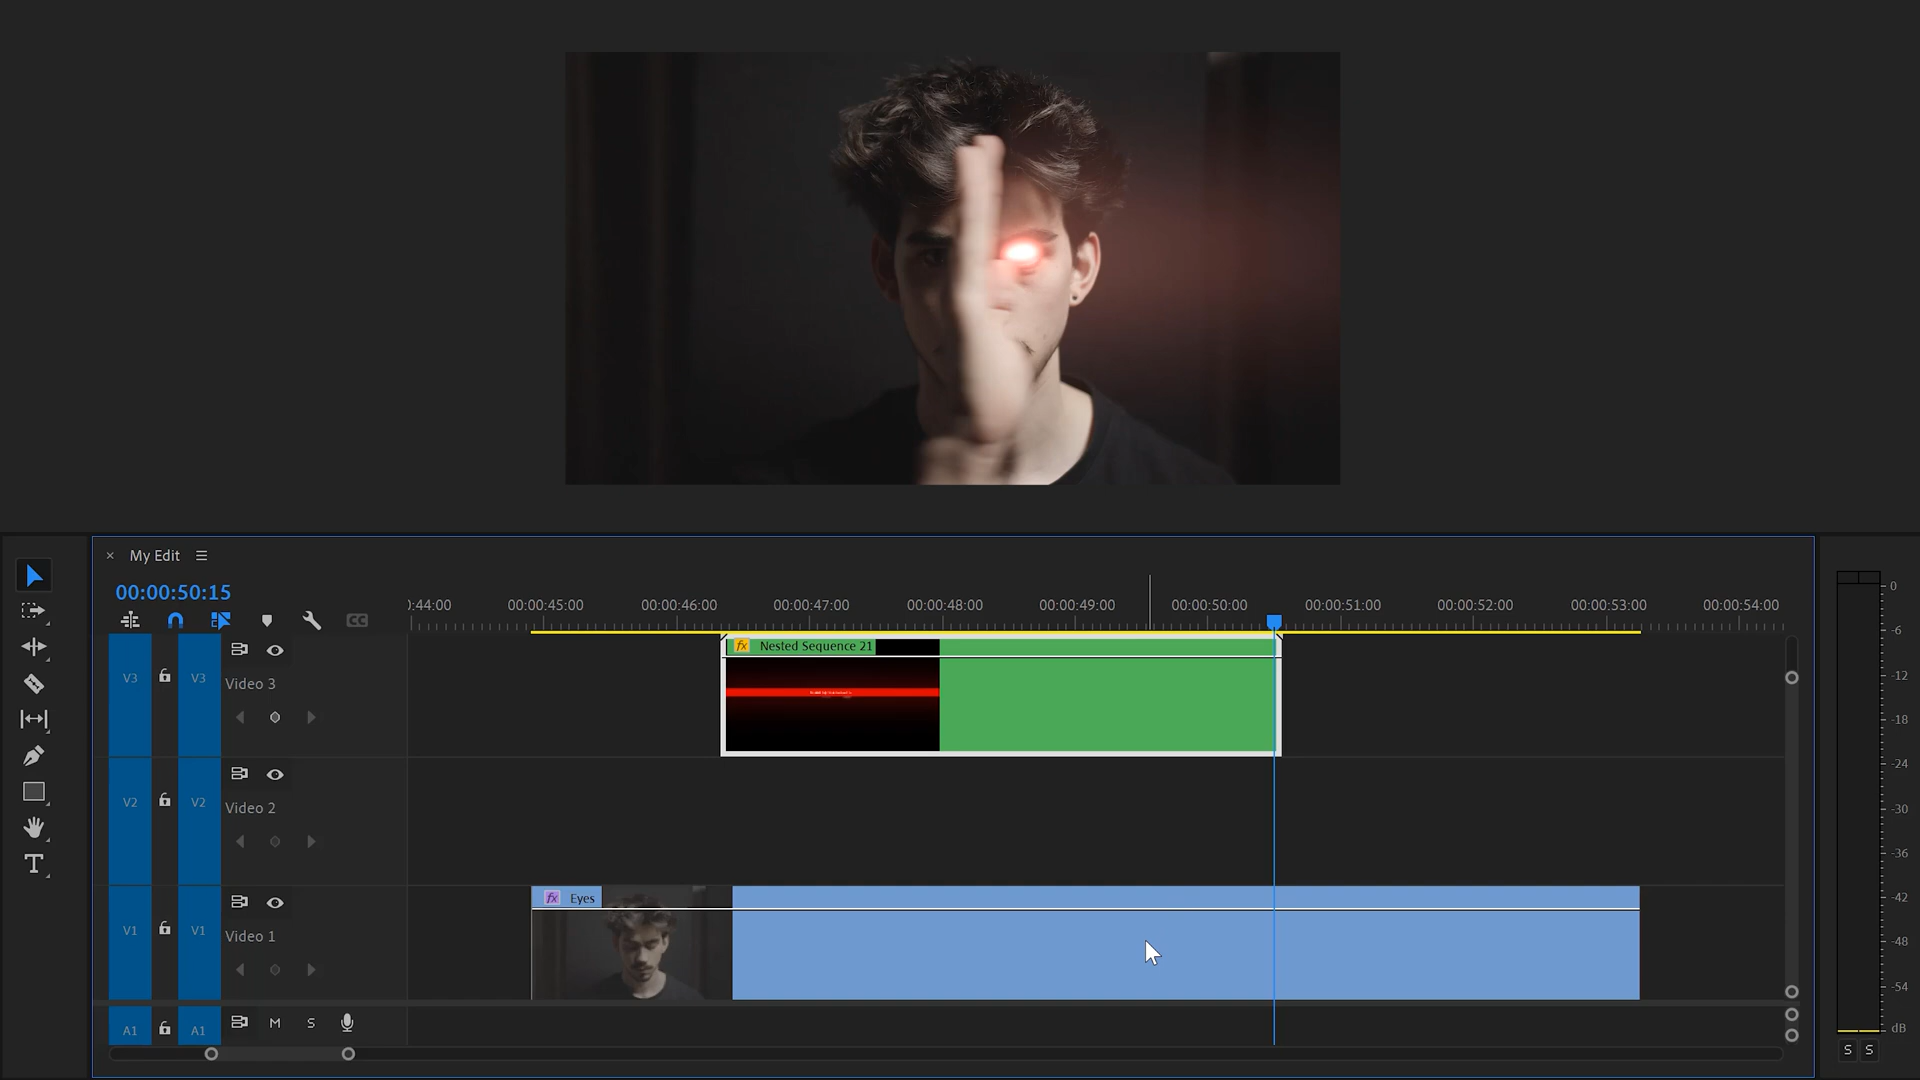 × My Edit
00:00:50:15
:44:00 00:00:45:00 00:00:46:00 00:00:47:00 00:00:48:00 00:00:49:00 00:00:50:00 00:00:51:00 00:00:52:00 00:00:53:00 00:00:54:00
CC
fx Nested Sequence 21
V3 V3 Video 3
V2 V2 Video 2
fx Eyes
V1 V1 Video 1
A1 A1 M S
T
0
-6
-12
-18
-24
-30
-36
-42
-48
-54
dB
S S